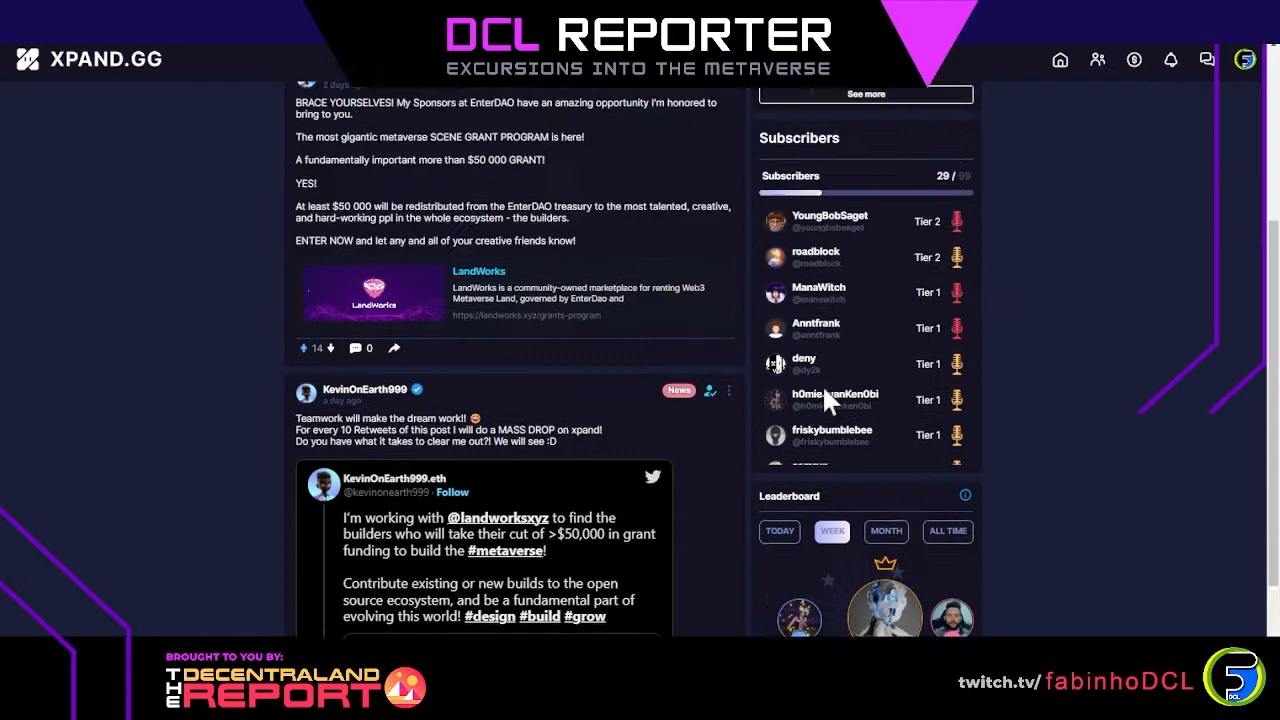 DCL REPORTER
EXCURSIONS INTO THE METAVERSE
XPAND.GG
2 days
BRACE YOURSELVES! My Sponsors at EnterDAO have an amazing opportunity I'm honored to
bring to you.
The most gigantic metaverse SCENE GRANT PROGRAM is here!
A fundamentally important more than $50 000 GRANT!
YES!
At least $50 000 will be redistributed from the EnterDAO treasury to the most talented, creative,
and hard-working ppl in the whole ecosystem - the builders.
ENTER NOW and let any and all of your creative friends know!
LandWorks
LandWorks
LandWorks is a community-owned marketplace for renting Web3
Metaverse Land, governed by EnterDao and
https://landworks.xyz/grants-program
14
0
KevinOnEarth999
News
a day ago
Teamwork will make the dream work!!
For every 10 Retweets of this post I will do a MASS DROP on xpand!
Do you have what it takes to clear me out?! We will see :D
KevinOnEarth999.eth
@kevinonearth999 · Follow
I'm working with @landworksxyz to find the
builders who will take their cut of >$50,000 in grant
funding to build the #metaverse!
Contribute existing or new builds to the open
source ecosystem, and be a fundamental part of
evolving this world! #design #build #grow
See more
Subscribers
Subscribers 29 / 99
YoungBobSaget Tier 2
roadblock Tier 2
@roadblock
ManaWitch Tier 1
@manawitch
Anntfrank Tier 1
@anntfrank
deny Tier 1
@dy2k
Tier 1
friskybumblebee Tier 1
@friskybumblebee
Leaderboard
TODAY WEEK MONTH ALL TIME
BROUGHT TO YOU BY:
THE DECENTRALAND
REPORT
twitch.tv/fabinhoDCL
DCL